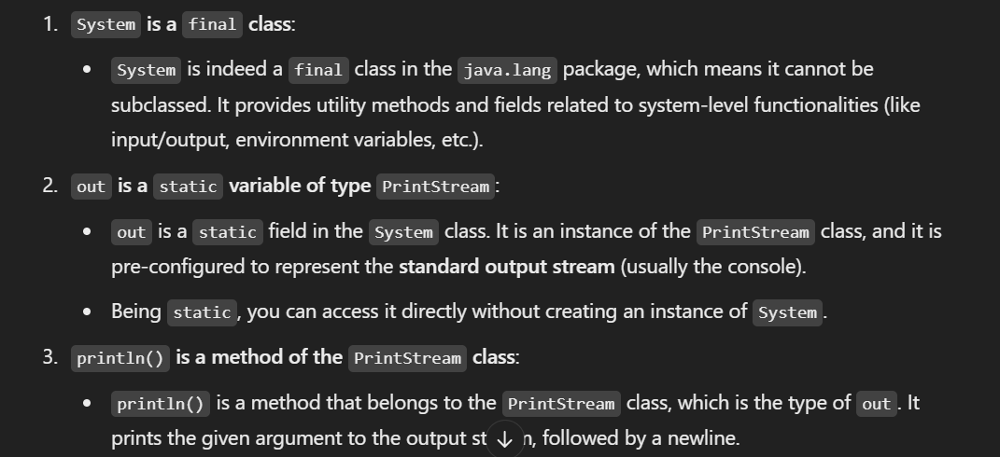 1. System is a final class:
• System is indeed a final class in the java.lang package, which means it cannot be
subclassed. It provides utility methods and fields related to system-level functionalities (like
input/output, environment variables, etc.).
2. out is a static variable of type PrintStream:
• out is a static field in the System class. It is an instance of the PrintStream class, and it is
pre-configured to represent the standard output stream (usually the console).
• Being static, you can access it directly without creating an instance of System.
3. println() is a method of the PrintStream class:
• println() is a method that belongs to the PrintStream class, which is the type of out. It
prints the given argument to the output st n, followed by a newline.